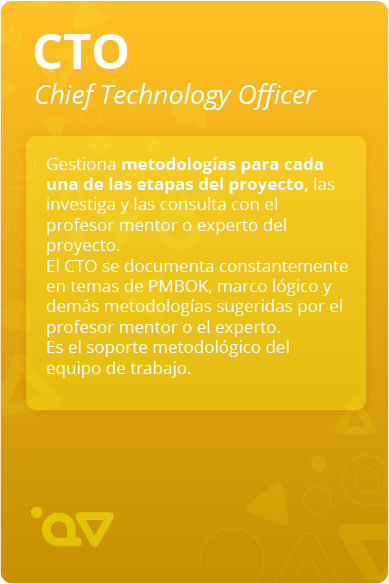 CTO
Chief Technology Officer
Gestiona metodologías para cada
una de las etapas del proyecto, las
investiga y las consulta con el
profesor mentor o experto del
proyecto.
El CTO se documenta constantemente
en temas de PMBOK, marco lógico y
demás metodologías sugeridas por el
profesor mentor o el experto.
Es el soporte metodológico del
equipo de trabajo.